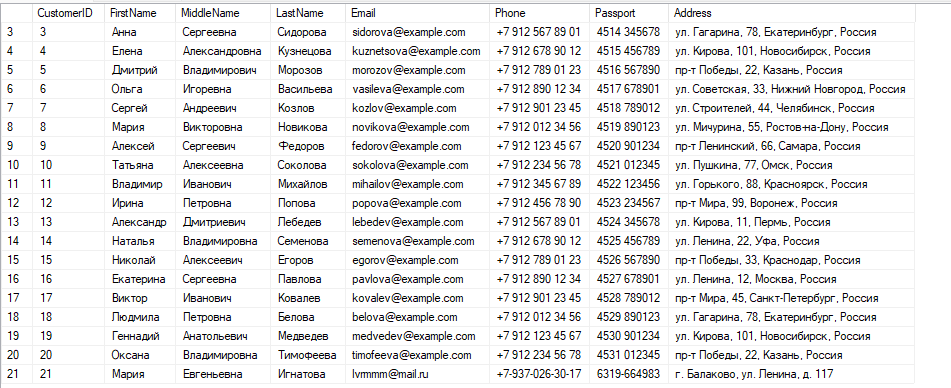 CustomerID FirstName MiddleName LastName Email Phone Passport Address
3 3 Анна Сергеевна Сидорова sidorova@example.com +7 912 567 89 01 4514 345678 ул. Гагарина, 78, Екатеринбург, Россия
4 4 Елена Александровна Кузнецова kuznetsova@example.com +7 912 678 90 12 4515 456789 ул. Кирова, 101, Новосибирск, Россия
5 5 Дмитрий Владимирович Морозов morozov@example.com +7 912 789 01 23 4516 567890 пр-т Победы, 22, Казань, Россия
6 6 Ольга Игоревна Васильева vasileva@example.com +7 912 890 12 34 4517 678901 ул. Советская, 33, Нижний Новгород, Россия
7 7 Сергей Андреевич Козлов kozlov@example.com +7 912 901 23 45 4518 789012 ул. Строителей, 44, Челябинск, Россия
8 8 Мария Викторовна Новикова novikova@example.com +7 912 012 34 56 4519 890123 ул. Мичурина, 55, Ростов-на-Дону, Россия
9 9 Алексей Сергеевич Федоров fedorov@example.com +7 912 123 45 67 4520 901234 пр-т Ленинский, 66, Самара, Россия
10 10 Татьяна Алексеевна Соколова sokolova@example.com +7 912 234 56 78 4521 012345 ул. Пушкина, 77, Омск, Россия
11 11 Владимир Иванович Михайлов mihailov@example.com +7 912 345 67 89 4522 123456 ул. Горького, 88, Красноярск, Россия
12 12 Ирина Петровна Попова popova@example.com +7 912 456 78 90 4523 234567 пр-т Мира, 99, Воронеж, Россия
13 13 Александр Дмитриевич Лебедев lebedev@example.com +7 912 567 89 01 4524 345678 ул. Кирова, 11, Пермь, Россия
14 14 Наталья Владимировна Семенова semenova@example.com +7 912 678 90 12 4525 456789 ул. Ленина, 22, Уфа, Россия
15 15 Николай Алексеевич Егоров egorov@example.com +7 912 789 01 23 4526 567890 пр-т Победы, 33, Краснодар, Россия
16 16 Екатерина Сергеевна Павлова pavlova@example.com +7 912 890 12 34 4527 678901 ул. Ленина, 12, Москва, Россия
17 17 Виктор Иванович Ковалев kovalev@example.com +7 912 901 23 45 4528 789012 пр-т Мира, 45, Санкт-Петербург, Россия
18 18 Людмила Петровна Белова belova@example.com +7 912 012 34 56 4529 890123 ул. Гагарина, 78, Екатеринбург, Россия
19 19 Геннадий Анатольевич Медведев medvedev@example.com +7 912 123 45 67 4530 901234 ул. Кирова, 101, Новосибирск, Россия
20 20 Оксана Владимировна Тимофеева timofeeva@example.com +7 912 234 56 78 4531 012345 пр-т Победы, 22, Казань, Россия
21 21 Мария Евгеньевна Игнатова lvmmm@mail.ru +7-937-026-30-17 6319-664983 г. Балаково, ул. Ленина, д. 117